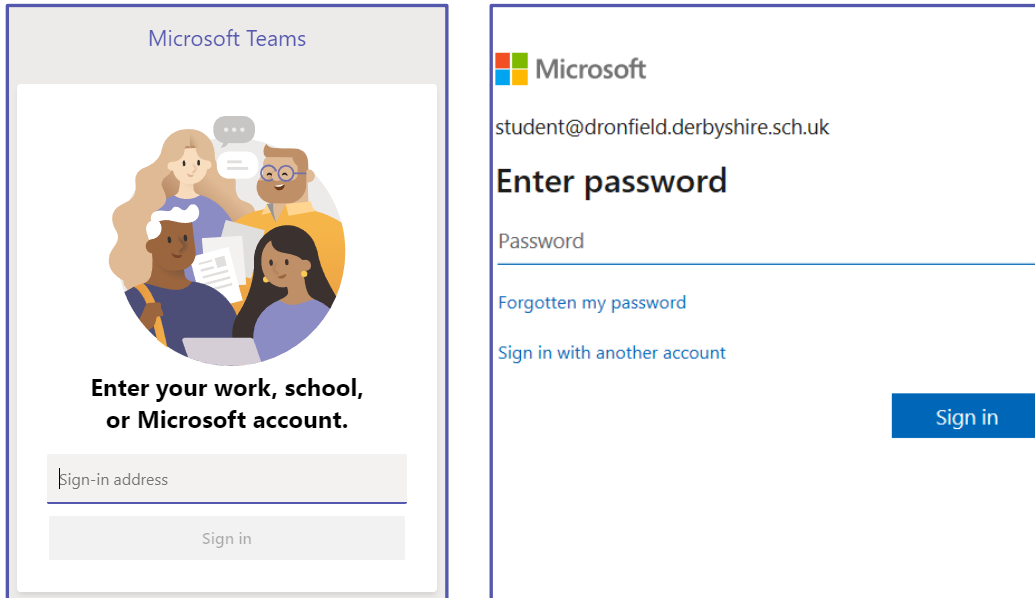 Microsoft Teams
Enter your work, school,
or Microsoft account.
Sign-in address
Sign in
Microsoft
student@dronfield.derbyshire.sch.uk
Enter password
Password
Forgotten my password
Sign in with another account
Sign in